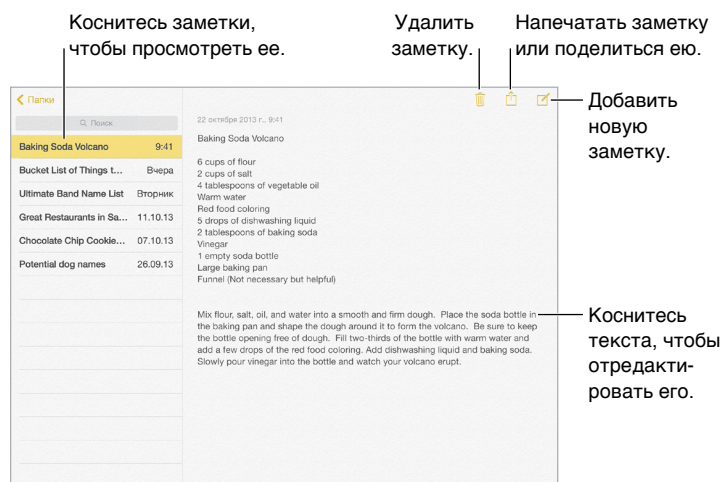 Коснитесь заметки,
чтобы просмотреть ее.
Удалить
заметку.
Напечатать заметку
или поделиться ею.
Добавить
новую
заметку.
Папки
Поиск
Baking Soda Volcano 9:41
Bucket List of Things t... Вчера
Ultimate Band Name List Вторник
Great Restaurants in Sa... 11.10.13
Chocolate Chip Cookie... 07.10.13
Potential dog names 26.09.13
22 октября 2013 г., 9:41
Baking Soda Volcano
6 cups of flour
2 cups of salt
4 tablespoons of vegetable oil
Warm water
Red food coloring
5 drops of dishwashing liquid
2 tablespoons of baking soda
Vinegar
1 empty soda bottle
Large baking pan
Funnel (Not necessary but helpful)
Mix flour, salt, oil, and water into a smooth and firm dough. Place the soda bottle in
the baking pan and shape the dough around it to form the volcano. Be sure to keep
the bottle opening free of dough. Fill two-thirds of the bottle with warm water and
add a few drops of the red food coloring. Add dishwashing liquid and baking soda.
Slowly pour vinegar into the bottle and watch your volcano erupt.
Коснитесь
текста, чтобы
отредакти-
ровать его.